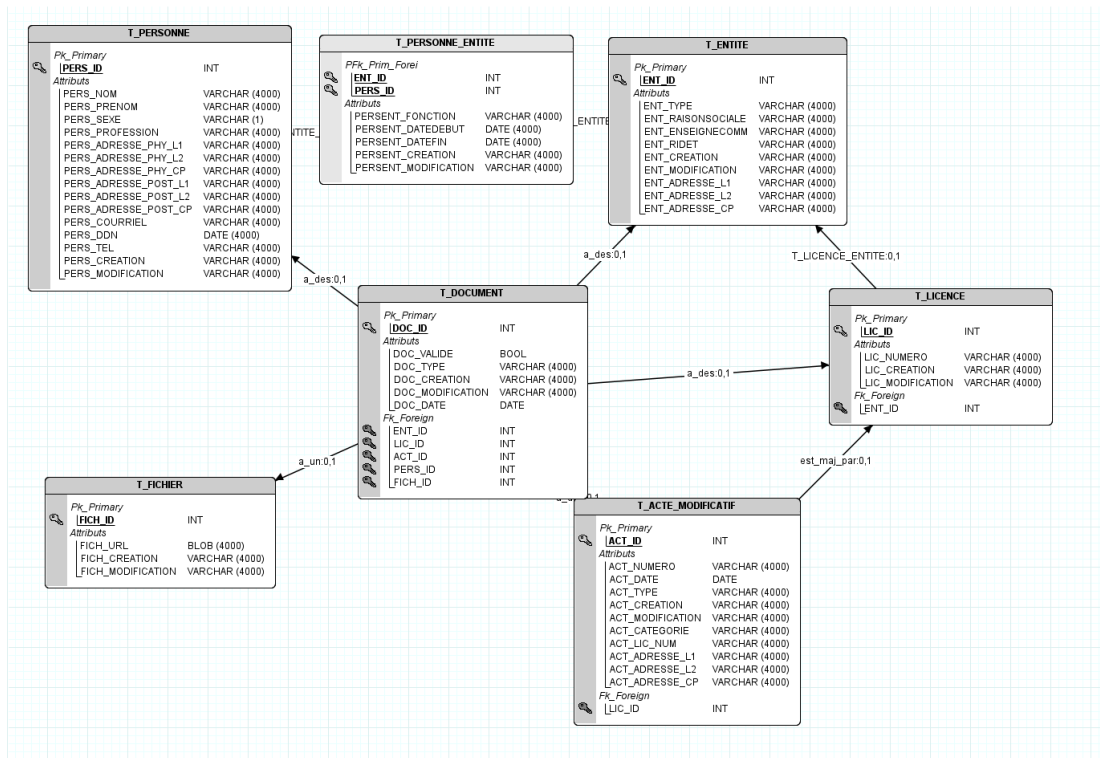 T_PERSONNE
Pk_Primary
PERS_ID INT
Attributs
PERS_NOM VARCHAR (4000)
PERS_PRENOM VARCHAR (4000)
PERS_SEXE VARCHAR (1)
PERS_PROFESSION VARCHAR (4000)
PERS_ADRESSE_PHY_L1 VARCHAR (4000)
PERS_ADRESSE_PHY_L2 VARCHAR (4000)
PERS_ADRESSE_PHY_CP VARCHAR (4000)
PERS_ADRESSE_POST_L1 VARCHAR (4000)
PERS_ADRESSE_POST_L2 VARCHAR (4000)
PERS_ADRESSE_POST_CP VARCHAR (4000)
PERS_COURRIEL VARCHAR (4000)
PERS_DDN DATE (4000)
PERS_TEL VARCHAR (4000)
PERS_CREATION VARCHAR (4000)
PERS_MODIFICATION VARCHAR (4000)
NTITE_
T_PERSONNE_ENTITE
PFk_Prim_Forei
ENT_ID INT
PERS_ID INT
Attributs
PERSENT_FONCTION VARCHAR (4000)
PERSENT_DATEDEBUT DATE (4000)
PERSENT_DATEFIN DATE (4000)
PERSENT_CREATION VARCHAR (4000)
PERSENT_MODIFICATION VARCHAR (4000)
_ENTITE
T_ENTITE
Pk_Primary
ENT_ID INT
Attributs
ENT_TYPE VARCHAR (4000)
ENT_RAISONSOCIALE VARCHAR (4000)
ENT_ENSEIGNECOMM VARCHAR (4000)
ENT_RIDET VARCHAR (4000)
ENT_CREATION VARCHAR (4000)
ENT_MODIFICATION VARCHAR (4000)
ENT_ADRESSE_L1 VARCHAR (4000)
ENT_ADRESSE_L2 VARCHAR (4000)
ENT_ADRESSE_CP VARCHAR (4000)
a_des:0,1
a_des:0,1
T_LICENCE_ENTITE:0,1
T_DOCUMENT
Pk_Primary
DOC_ID INT
Attributs
DOC_VALIDE BOOL
DOC_TYPE VARCHAR (4000)
DOC_CREATION VARCHAR (4000)
DOC_MODIFICATION VARCHAR (4000)
DOC_DATE DATE
Fk_Foreign
ENT_ID INT
LIC_ID INT
ACT_ID INT
PERS_ID INT
FICH_ID INT
a_des:0,1
T_LICENCE
Pk_Primary
LIC_ID INT
Attributs
LIC_NUMERO VARCHAR (4000)
LIC_CREATION VARCHAR (4000)
LIC_MODIFICATION VARCHAR (4000)
Fk_Foreign
ENT_ID INT
a_un:0,1
est_maj_par:0,1
T_FICHIER
Pk_Primary
FICH_ID INT
Attributs
FICH_URL BLOB (4000)
FICH_CREATION VARCHAR (4000)
FICH_MODIFICATION VARCHAR (4000)
T_ACTE_MODIFICATIF
Pk_Primary
ACT_ID INT
Attributs
ACT_NUMERO VARCHAR (4000)
ACT_DATE DATE
ACT_TYPE VARCHAR (4000)
ACT_CREATION VARCHAR (4000)
ACT_MODIFICATION VARCHAR (4000)
ACT_CATEGORIE VARCHAR (4000)
ACT_LIC_NUM VARCHAR (4000)
ACT_ADRESSE_L1 VARCHAR (4000)
ACT_ADRESSE_L2 VARCHAR (4000)
ACT_ADRESSE_CP VARCHAR (4000)
Fk_Foreign
LIC_ID INT